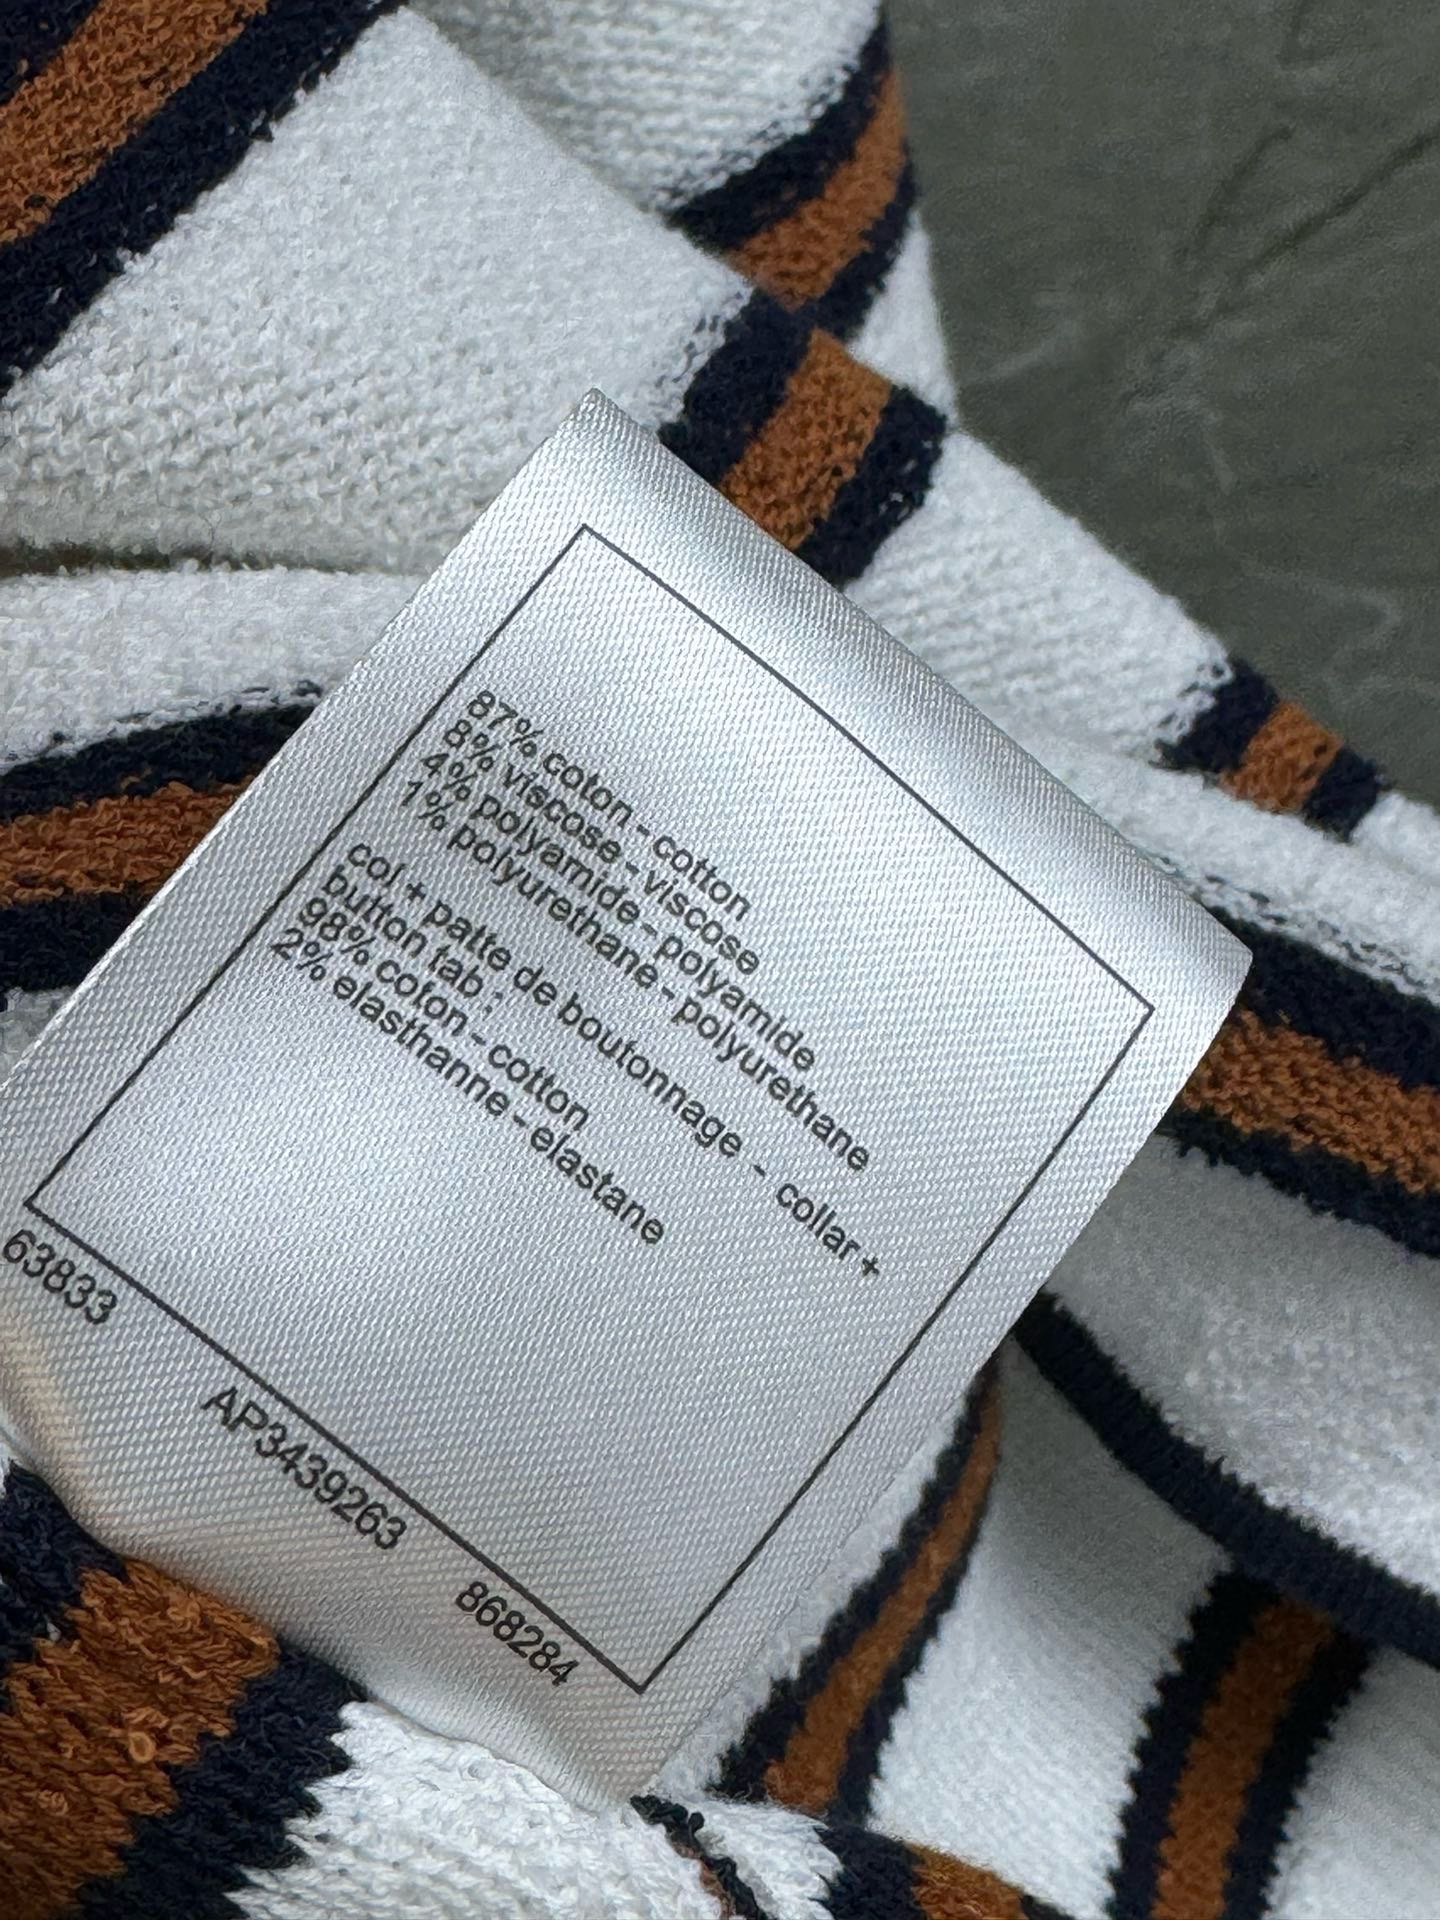 87% coton - cotton
8% viscose - viscose
4% polyamide - polyamide
1% polyurethane - polyurethane
col + patte de boutonnage - collar +
button tab :
98% coton - cotton
2% elasthanne - elastane
63833
AP3439263
868284